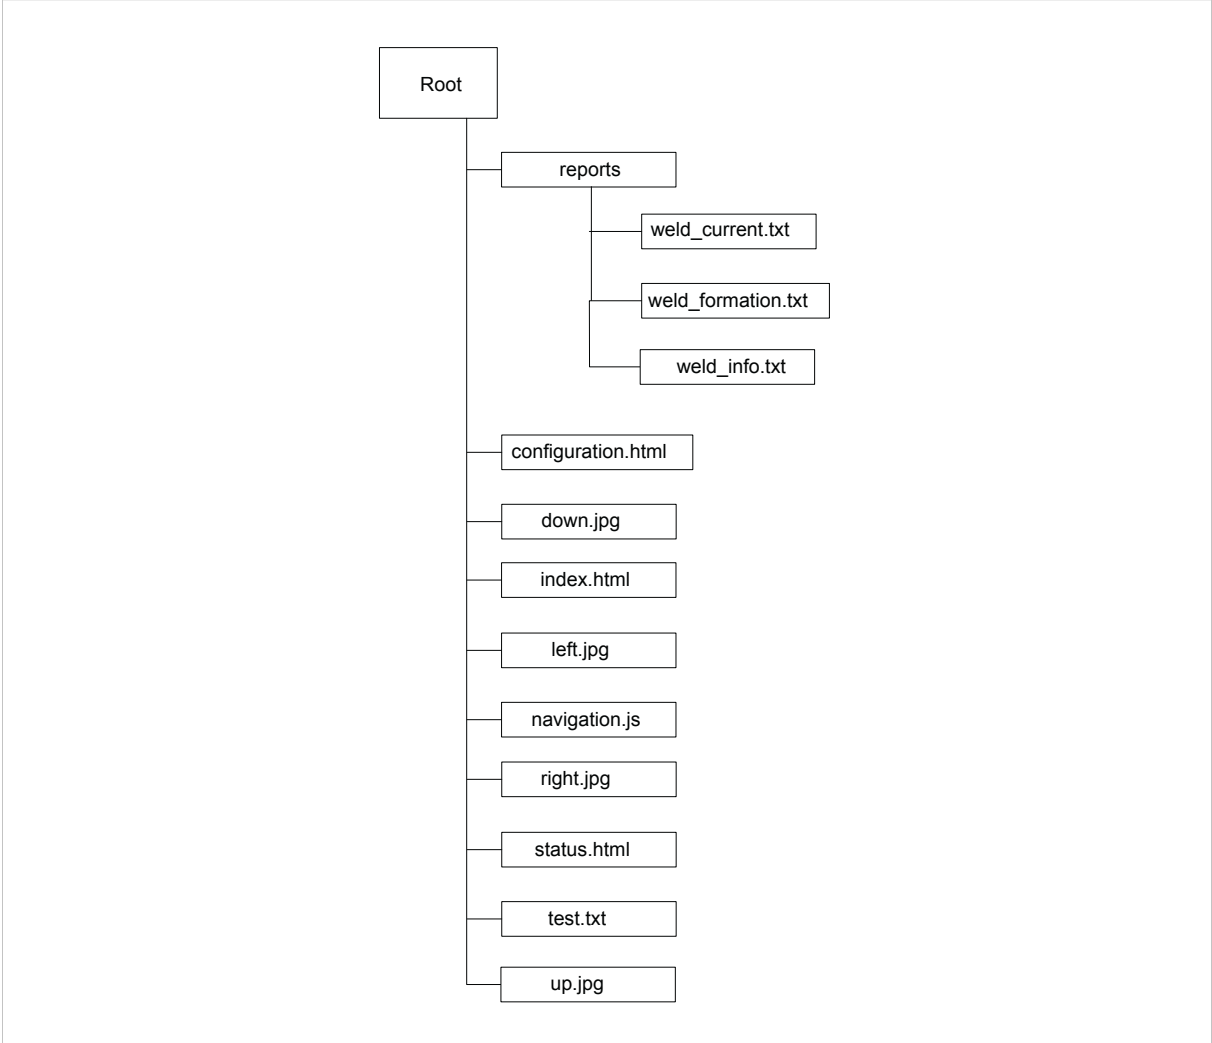 Root
reports
weld_current.txt
weld_formation.txt
weld_info.txt
configuration.html
down.jpg
index.html
left.jpg
navigation.js
right.jpg
status.html
test.txt
up.jpg